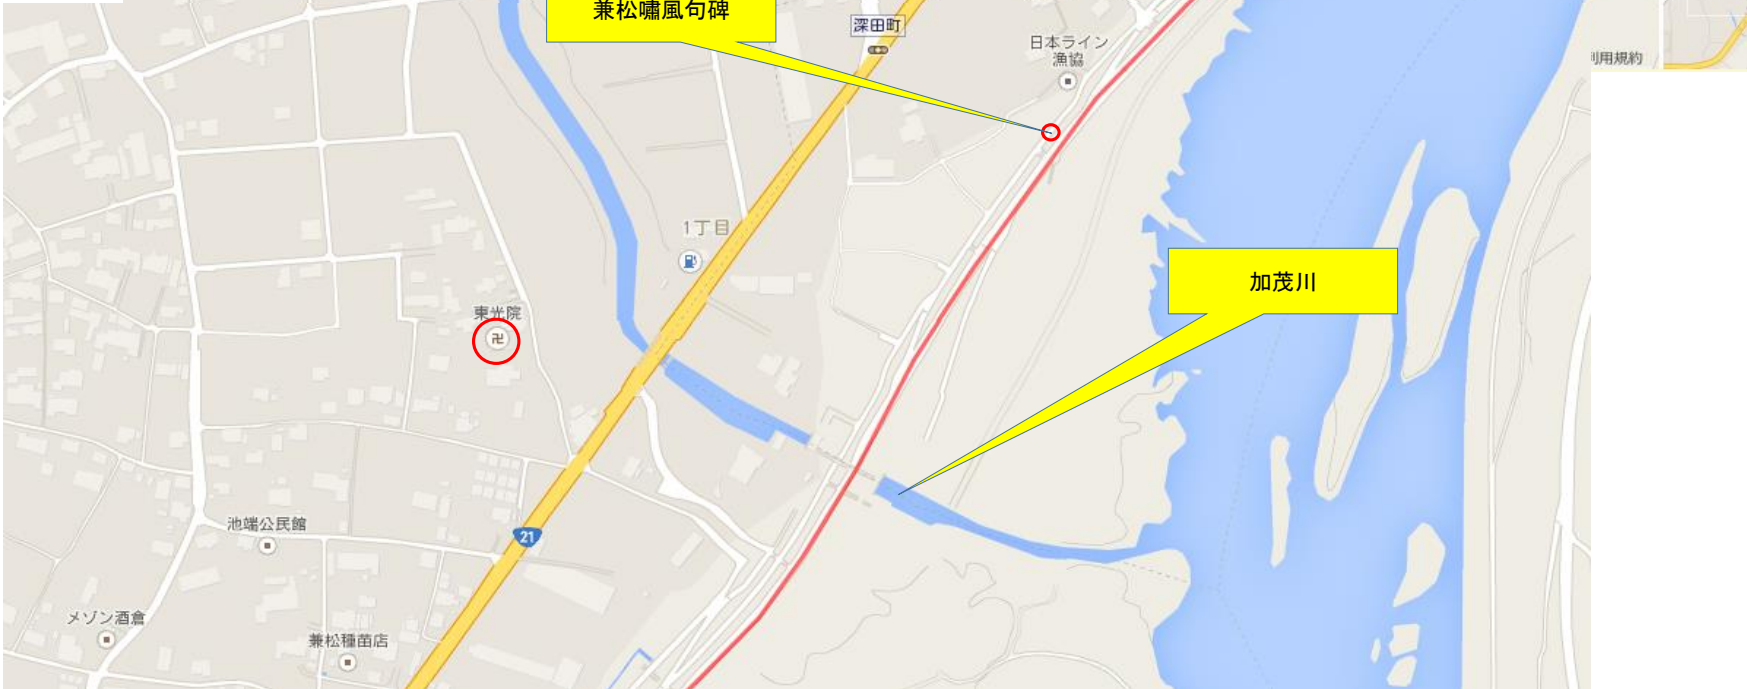 兼松嘯風句碑
深田町
日本ライン
漁協
利用規約
1丁目
加茂川
東光院
卍
21
池端公民館
メゾン酒倉
兼松種苗店